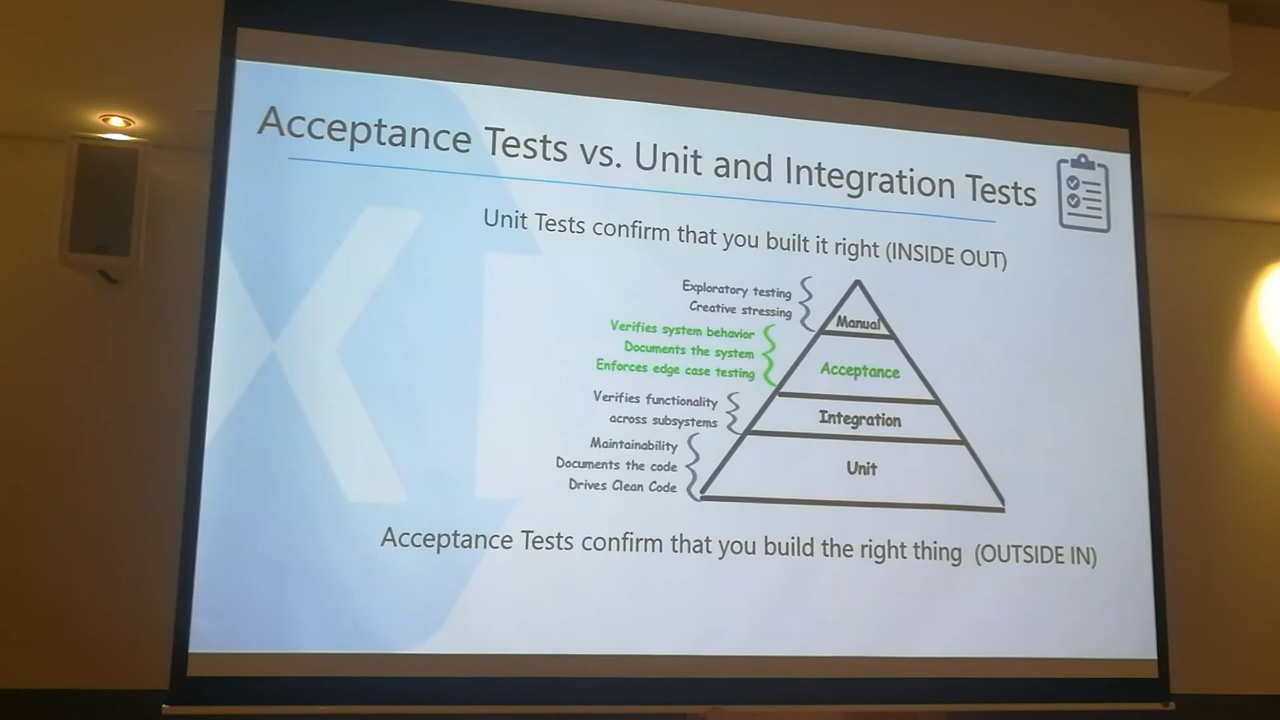 Acceptance Tests vs. Unit and Integration Tests
Unit Tests confirm that you built it right (INSIDE OUT)
Exploratory testing
Creative stressing
Manual
Verifies system behavior
Documents the system
Enforces edge case testing
Acceptance
Verifies functionality
across subsystems
Integration
Maintainability
Documents the code
Drives Clean Code
Unit
Acceptance Tests confirm that you build the right thing (OUTSIDE IN)